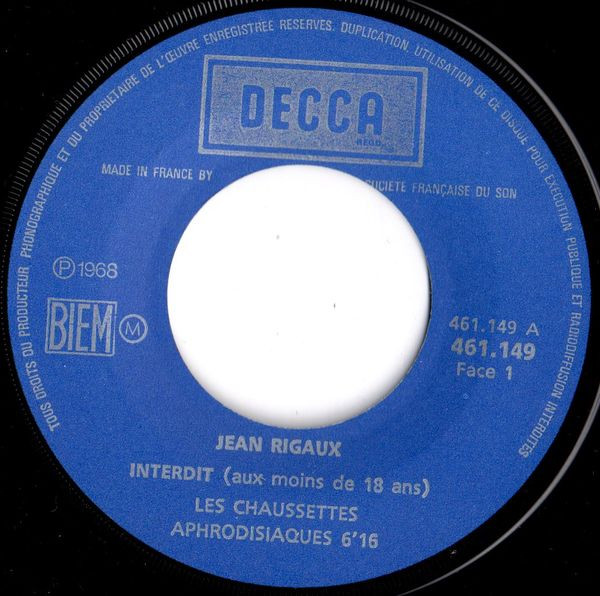 TOUS DROITS DU PRODUCTEUR PHONOGRAPHIQUE ET DU PROPRIETAIRE DE L'ŒUVRE ENREGISTREE RESERVES. DUPLICATION, UTILISATION DE CE DISQUE POUR EXECUTION PUBLIQUE ET RADIODIFFUSION INTERDITES
DECCA
REGD.
MADE IN FRANCE BY SOCIETE FRANÇAISE DU SON
Ⓟ 1968
BIEM Ⓜ
461.149 A
461.149
Face 1
JEAN RIGAUX
INTERDIT (aux moins de 18 ans)
LES CHAUSSETTES
APHRODISIAQUES 6'16